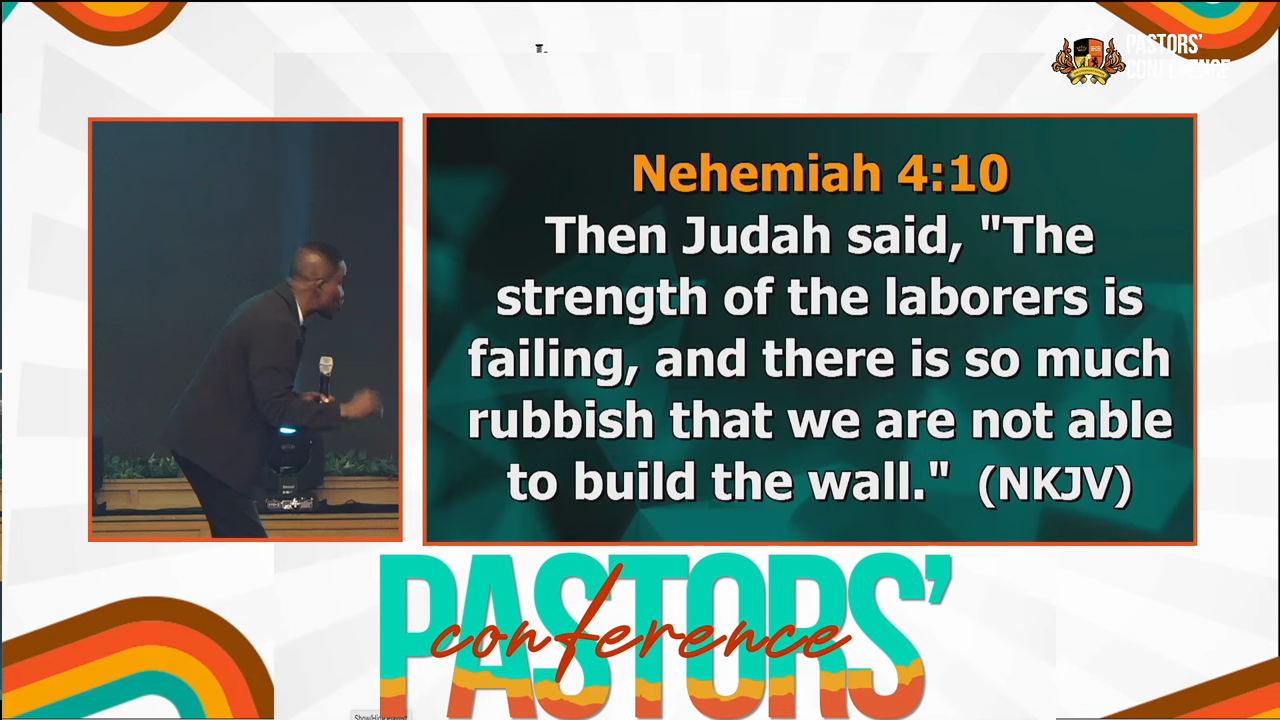 PASTORS'
CONFERENCE
Nehemiah 4:10
Then Judah said, "The
strength of the laborers is
failing, and there is so much
rubbish that we are not able
to build the wall." (NKJV)
PASTORS'
conference